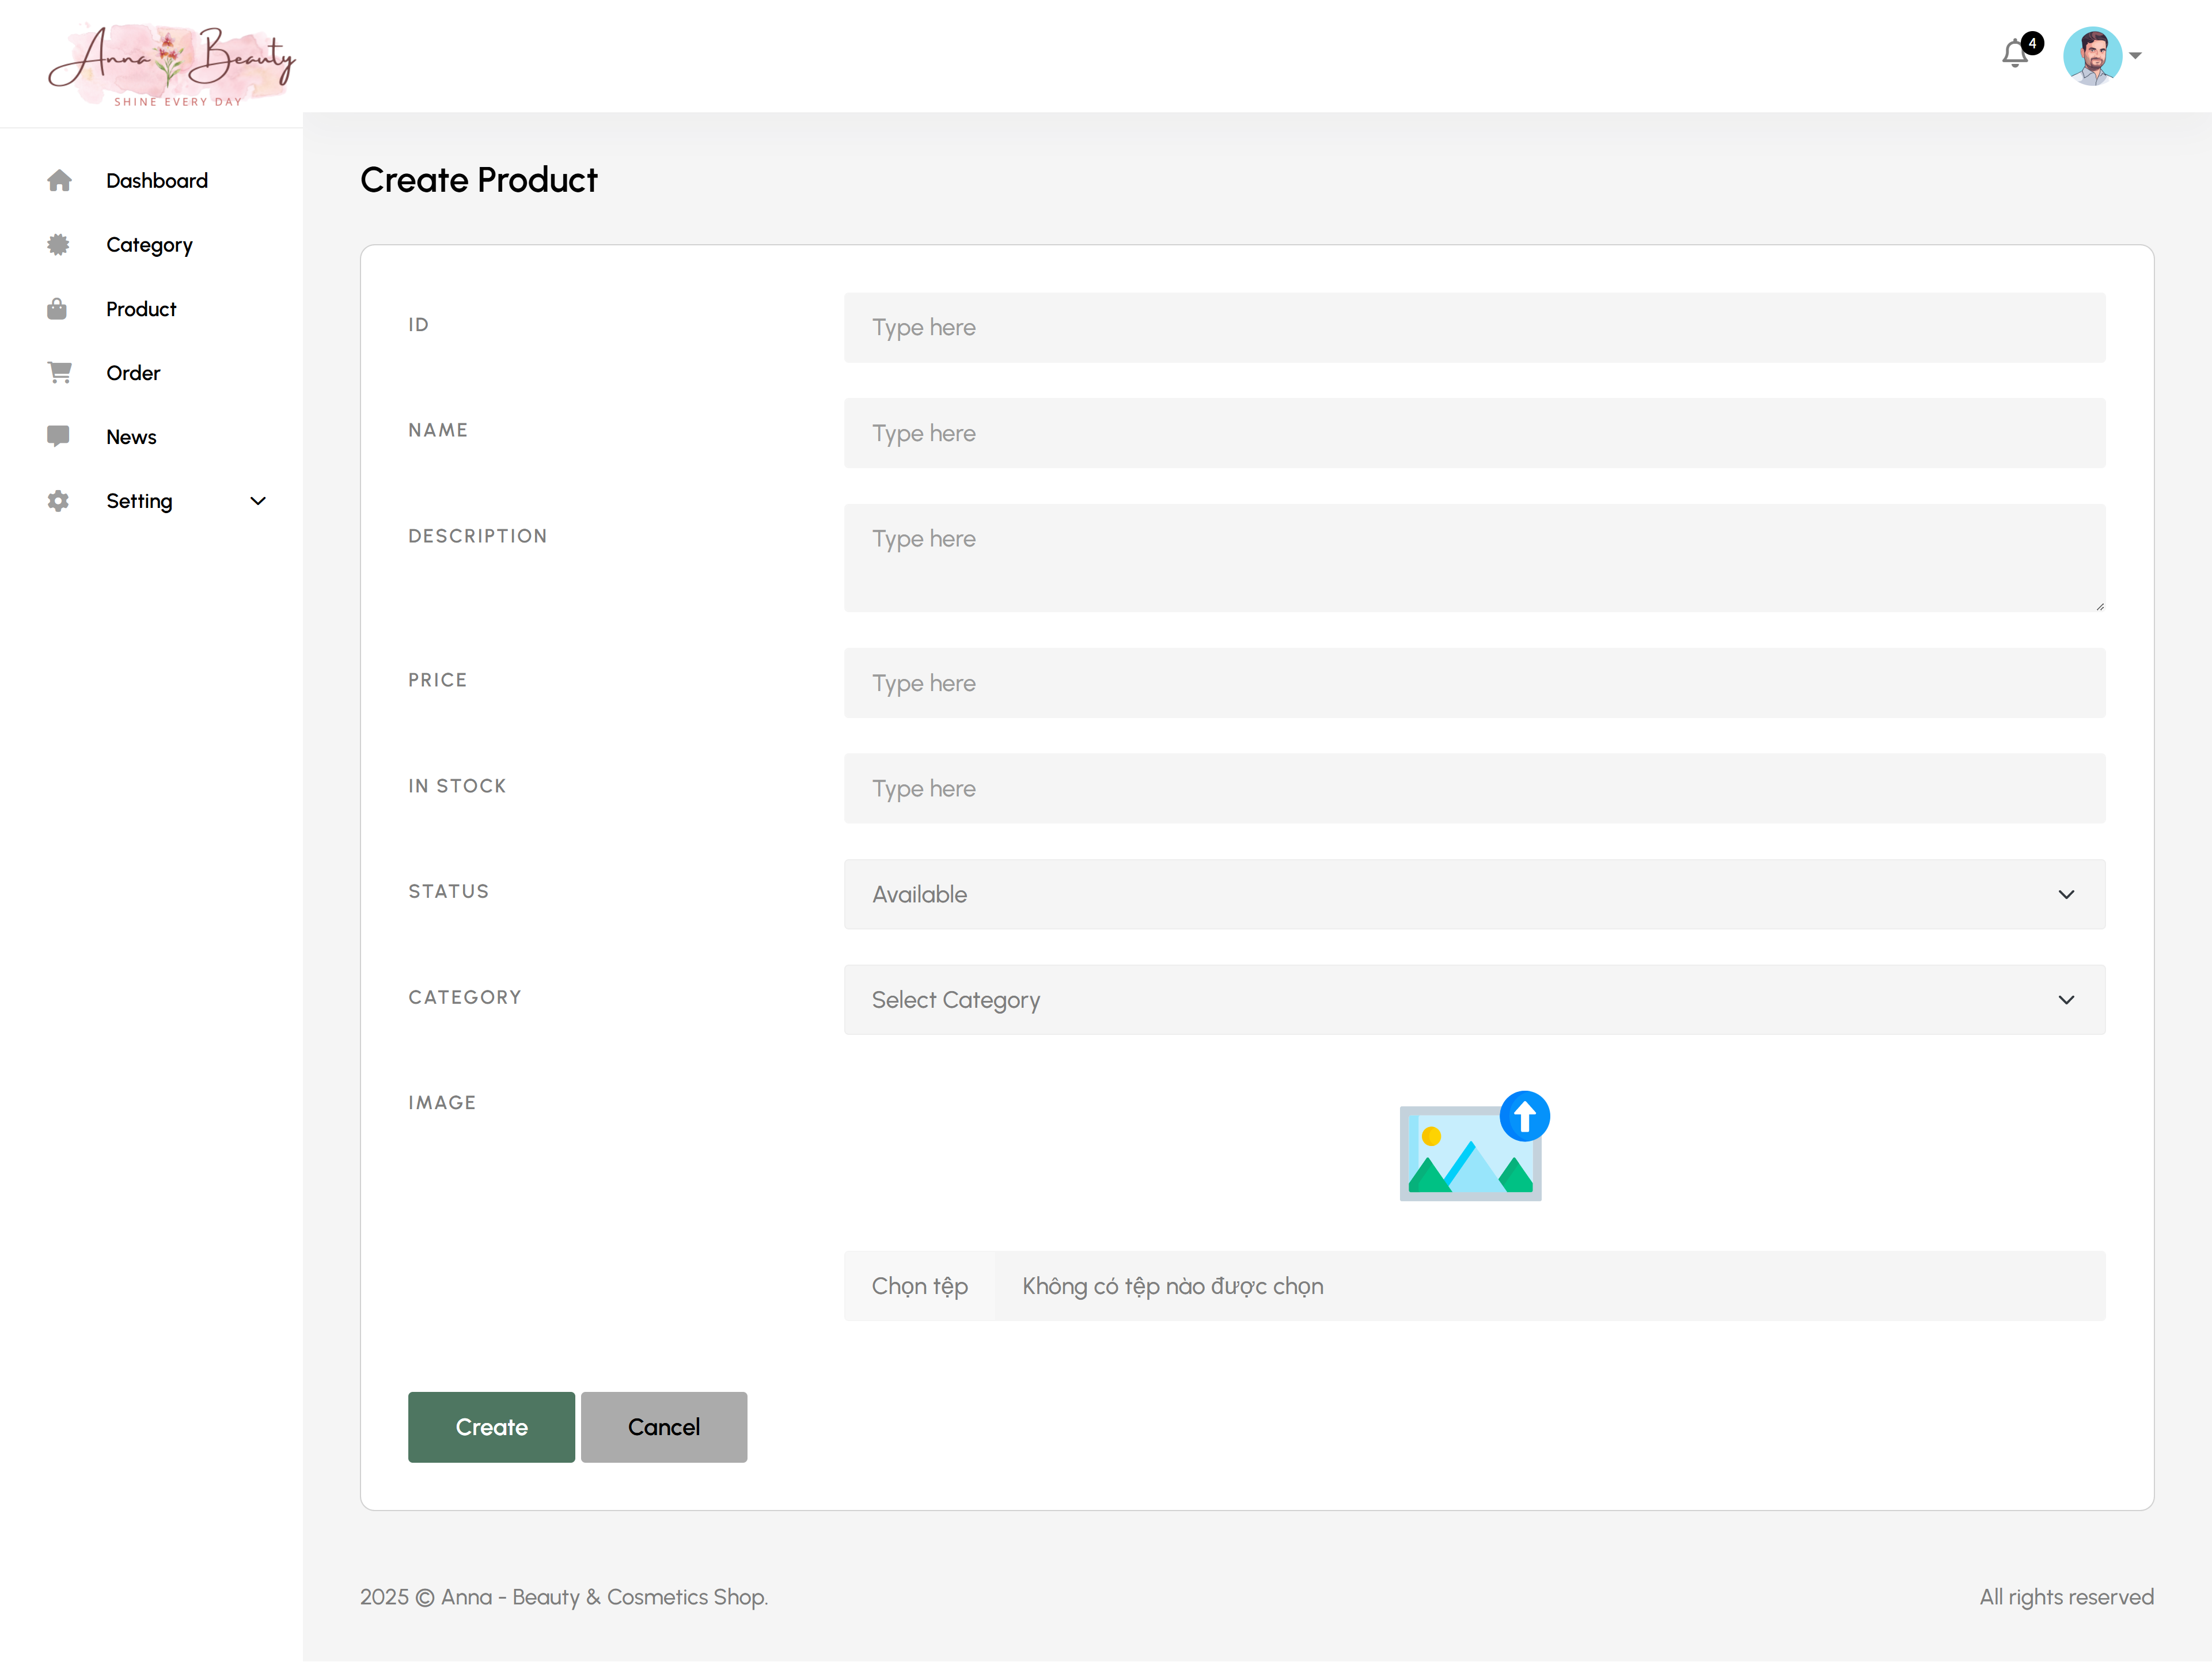 Anna Beauty
SHINE EVERY DAY
4
Dashboard
Category
Product
Order
News
Setting
Create Product
ID
Type here
NAME
Type here
DESCRIPTION
Type here
PRICE
Type here
IN STOCK
Type here
STATUS
Available
CATEGORY
Select Category
IMAGE
Chọn tệp Không có tệp nào được chọn
Create Cancel
2025 © Anna - Beauty & Cosmetics Shop. All rights reserved